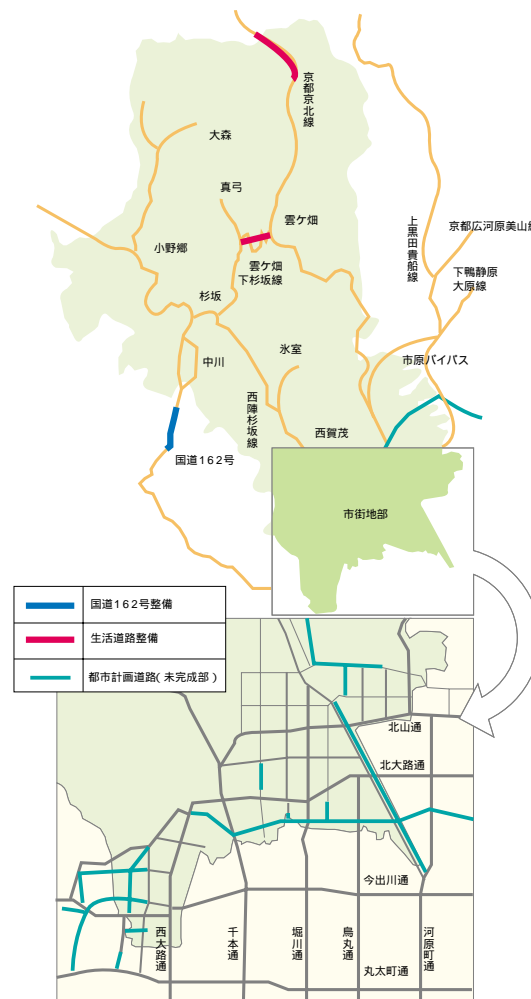 京都京北線
大森
真弓
雲ケ畑
小野郷
雲ケ畑
下杉坂線
杉坂
上黒田貴船線
京都広河原美山線
下鴨静原
大原線
中川
氷室
市原バイパス
西陣杉坂線
西賀茂
国道162号
市街地部
国道162号整備
生活道路整備
都市計画道路(未完成部)
北山通
北大路通
今出川通
西大路通
千本通
堀川通
烏丸通
河原町通
丸太町通